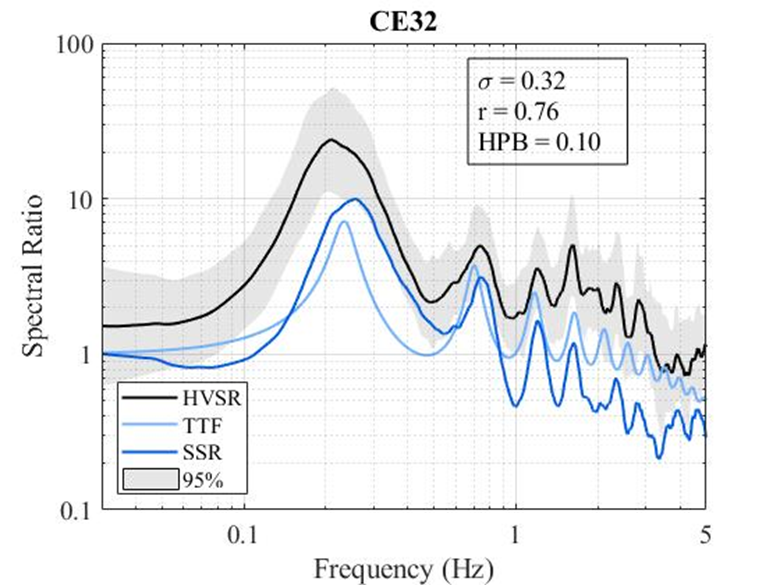 CE32
100
10
1
0.1
Spectral Ratio
σ = 0.32
r = 0.76
HPB = 0.10
HVSR
TTF
SSR
95%
0.1
1
5
Frequency (Hz)